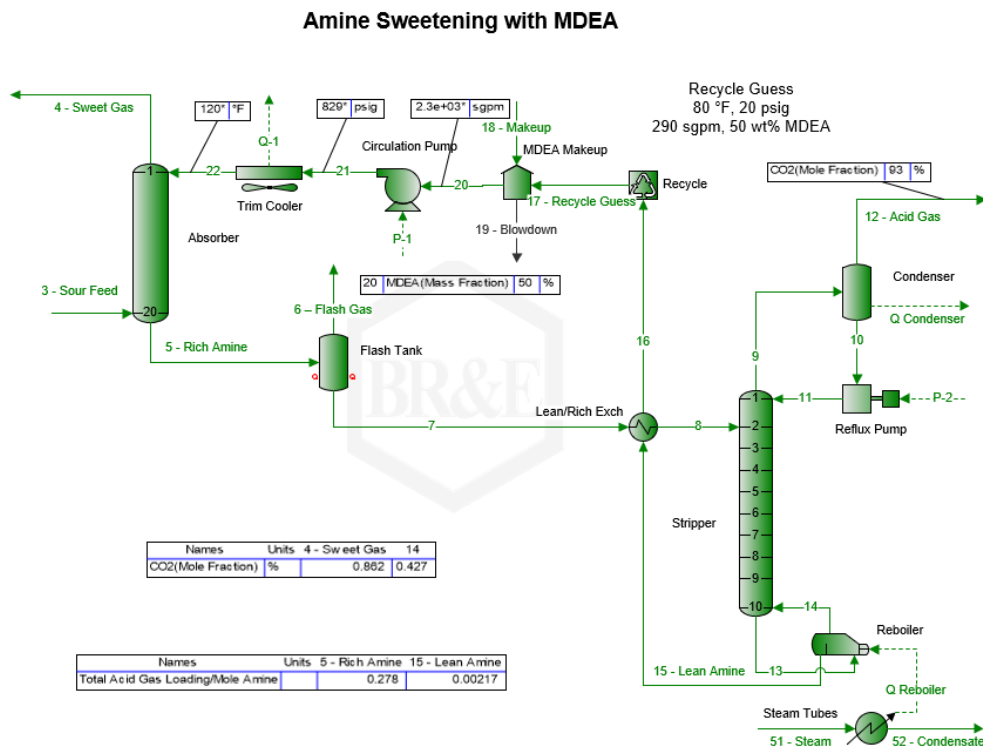 Amine Sweetening with MDEA
4 - Sweet Gas
120* °F
829* psig
2.3e+03* sgpm
Recycle Guess
80 °F, 20 psig
290 sgpm, 50 wt% MDEA
Q-1
Circulation Pump
18 - Makeup
MDEA Makeup
CO2(Mole Fraction) 93 %
1
22
21
20
Recycle
17 - Recycle Guess
12 - Acid Gas
Trim Cooler
Absorber
P-1
19 - Blowdown
Condenser
3 - Sour Feed
20
20 MDEA(Mass Fraction) 50 %
6 - Flash Gas
Q Condenser
5 - Rich Amine
Flash Tank
Q Q
16
9
10
BR&E
Lean/Rich Exch
7
8
1
11
P-2
Reflux Pump
2
3
4
5
Stripper
6
7
8
9
10
14
Names Units 4 - Sweet Gas 14
CO2(Mole Fraction) % 0.862 0.427
Reboiler
Names Units 5 - Rich Amine 15 - Lean Amine
Total Acid Gas Loading/Mole Amine 0.278 0.00217
15 - Lean Amine
13
Q Reboiler
Steam Tubes
51 - Steam
52 - Condensate